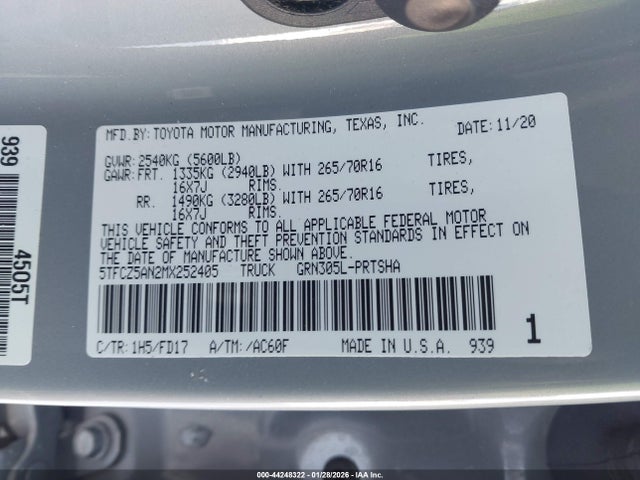 MFD.BY: TOYOTA MOTOR MANUFACTURING, TEXAS, INC. DATE: 11/20
GVWR: 2540KG (5600LB)
GAWR: FRT. 1335KG (2940LB) WITH 265/70R16 TIRES,
16X7J RIMS.
RR. 1490KG (3280LB) WITH 265/70R16 TIRES,
16X7J RIMS.
THIS VEHICLE CONFORMS TO ALL APPLICABLE FEDERAL MOTOR
VEHICLE SAFETY AND THEFT PREVENTION STANDARDS IN EFFECT ON
THE DATE OF MANUFACTURE SHOWN ABOVE.
5TFCZ5AN2MX252405 TRUCK GRN305L-PRTSHA
C/TR: 1H5/FD17 A/TM: /AC60F MADE IN U.S.A. 939
1
939 4505T
000-44248322 — 01/28/2026 — IAA, Inc.